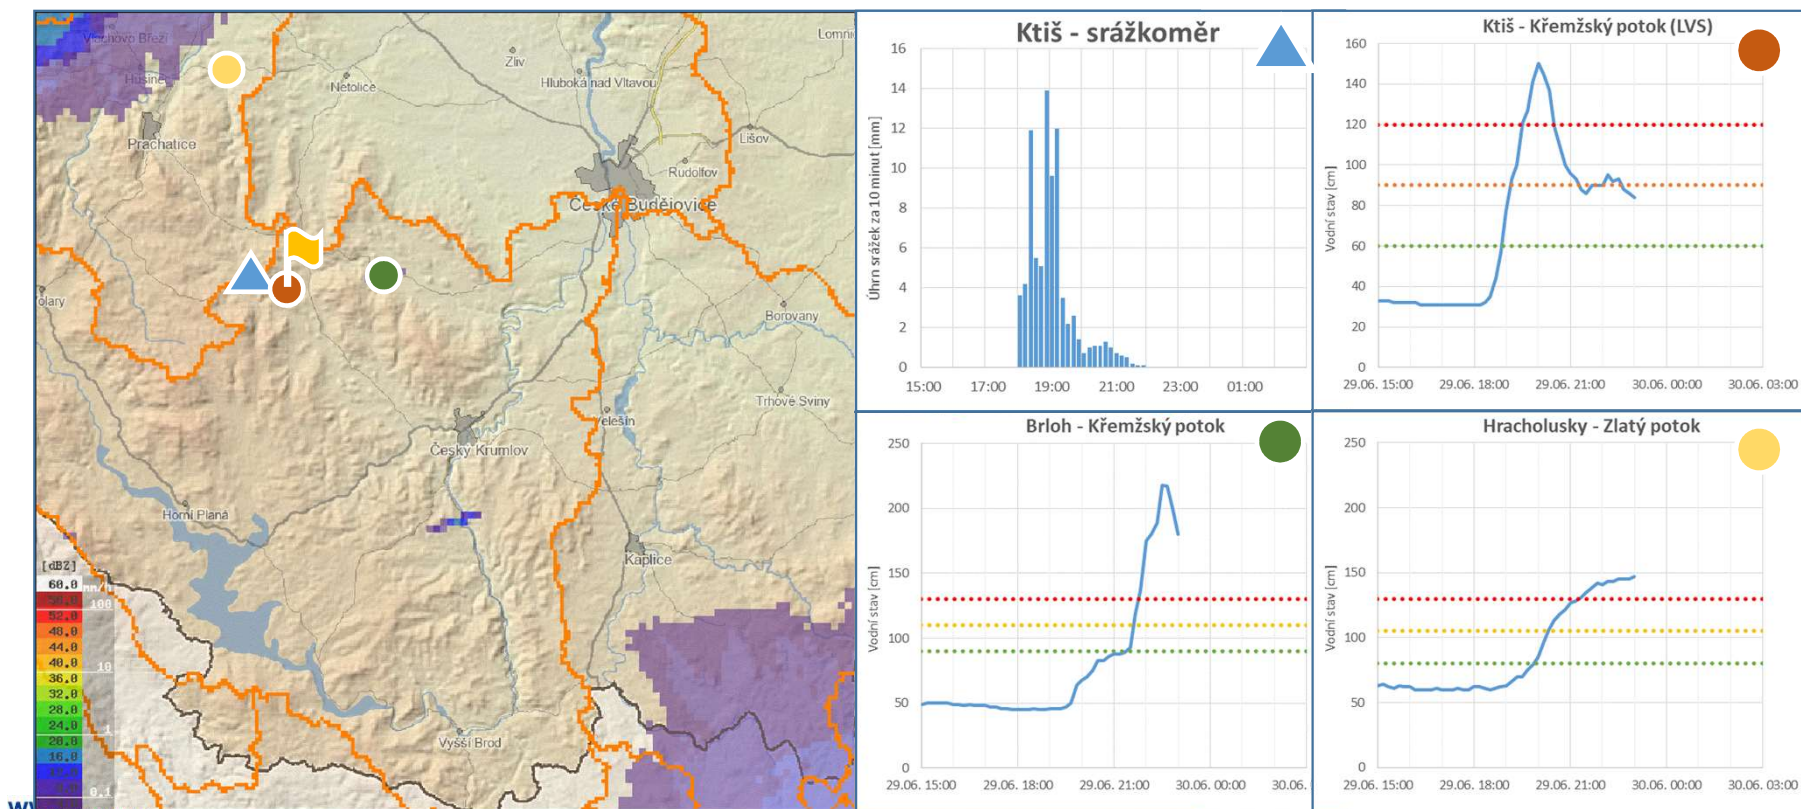 Vlachovo Březí
Husinec
Netolice
Zliv
Hluboká nad Vltavou
Lomni
Lišov
Prachatice
Rudolfov
České Budějovice
olary
Borovany
Trhové Sviny
Velešín
Český Krumlov
Horní Planá
Kaplice
Vyšší Brod
[dBZ]
60.0
56.0
52.0
48.0
44.0
40.0
36.0
32.0
28.0
24.0
20.0
16.0
mm/h
100
10
1
0.1
Ktiš - srážkoměr
Úhrn srážek za 10 minut [mm]
16
14
12
10
8
6
4
2
0
15:00 17:00 19:00 21:00 23:00 01:00
Ktiš - Křemžský potok (LVS)
Vodní stav [cm]
160
140
120
100
80
60
40
20
0
29.06. 15:00 29.06. 18:00 29.06. 21:00 30.06. 00:00 30.06. 03:00
Brloh - Křemžský potok
Vodní stav [cm]
250
200
150
100
50
0
29.06. 15:00 29.06. 18:00 29.06. 21:00 30.06. 00:00 30.06. 03:
Hracholusky - Zlatý potok
Vodní stav [cm]
250
200
150
100
50
0
29.06. 15:00 29.06. 18:00 29.06. 21:00 30.06. 00:00 30.06. 03:00